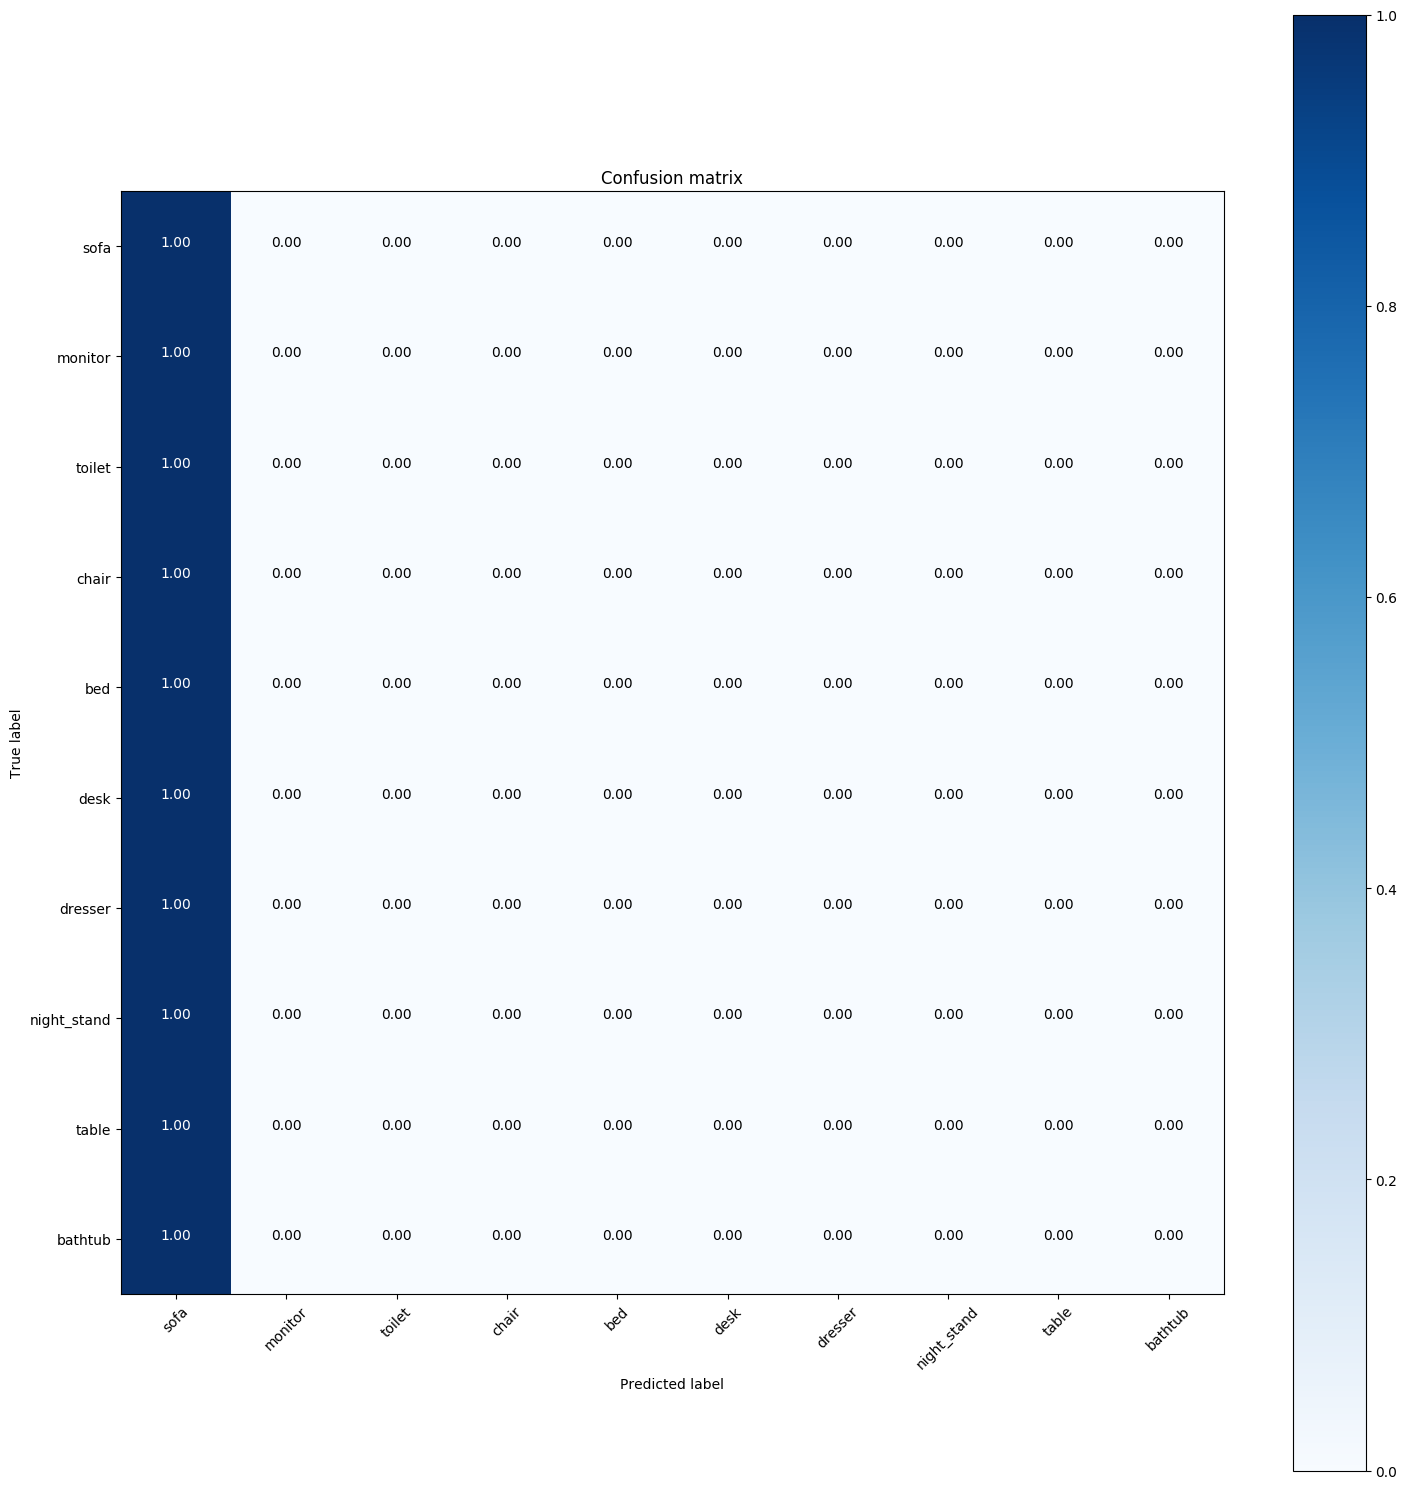 Confusion matrix
sofa 1.00 0.00 0.00 0.00 0.00 0.00 0.00 0.00 0.00 0.00
monitor 1.00 0.00 0.00 0.00 0.00 0.00 0.00 0.00 0.00 0.00
toilet 1.00 0.00 0.00 0.00 0.00 0.00 0.00 0.00 0.00 0.00
chair 1.00 0.00 0.00 0.00 0.00 0.00 0.00 0.00 0.00 0.00
bed 1.00 0.00 0.00 0.00 0.00 0.00 0.00 0.00 0.00 0.00
desk 1.00 0.00 0.00 0.00 0.00 0.00 0.00 0.00 0.00 0.00
dresser 1.00 0.00 0.00 0.00 0.00 0.00 0.00 0.00 0.00 0.00
night_stand 1.00 0.00 0.00 0.00 0.00 0.00 0.00 0.00 0.00 0.00
table 1.00 0.00 0.00 0.00 0.00 0.00 0.00 0.00 0.00 0.00
bathtub 1.00 0.00 0.00 0.00 0.00 0.00 0.00 0.00 0.00 0.00
sofa monitor toilet chair bed desk dresser night_stand table bathtub
Predicted label
True label
1.0
0.8
0.6
0.4
0.2
0.0